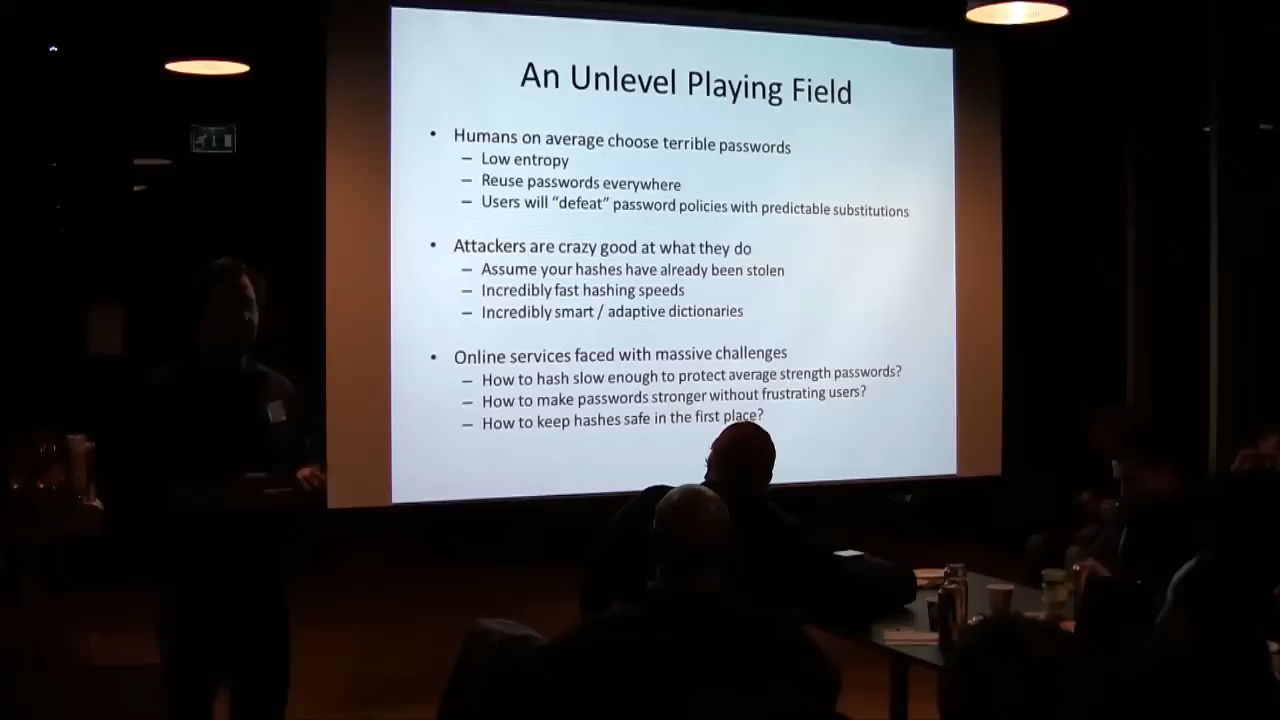 An Unlevel Playing Field
• Humans on average choose terrible passwords
– Low entropy
– Reuse passwords everywhere
– Users will “defeat” password policies with predictable substitutions
• Attackers are crazy good at what they do
– Assume your hashes have already been stolen
– Incredibly fast hashing speeds
– Incredibly smart / adaptive dictionaries
• Online services faced with massive challenges
– How to hash slow enough to protect average strength passwords?
– How to make passwords stronger without frustrating users?
– How to keep hashes safe in the first place?